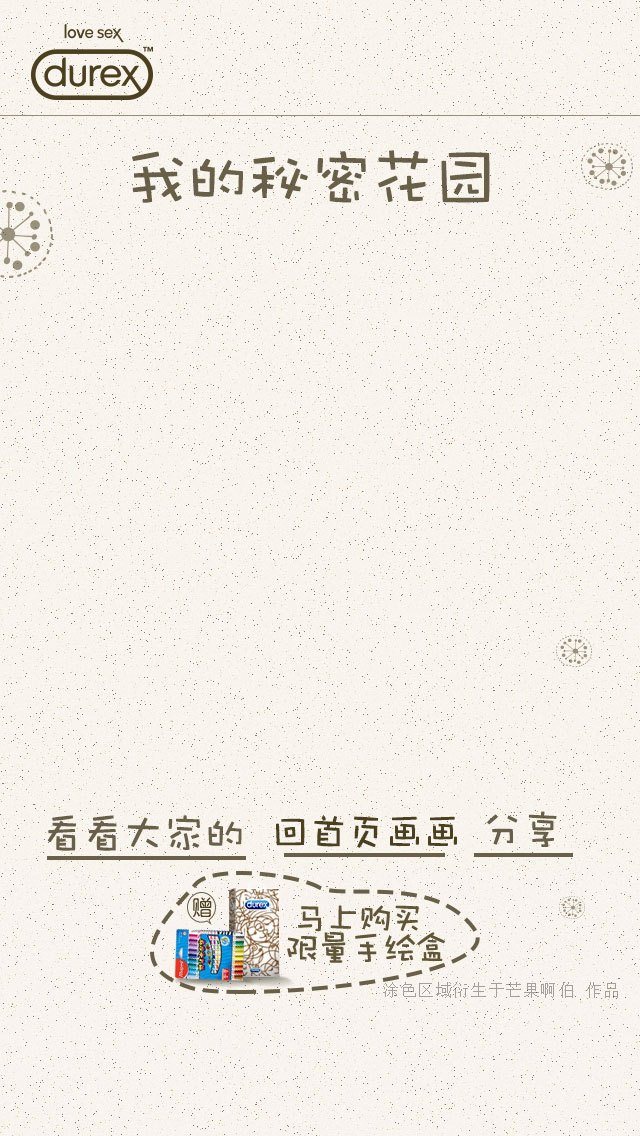 love sex
durex™
我的秘密花园
看看大家的 回首页画画 分享
赠
durex
马上购买
限量手绘盒
涂色区域衍生于芒果啊伯 作品